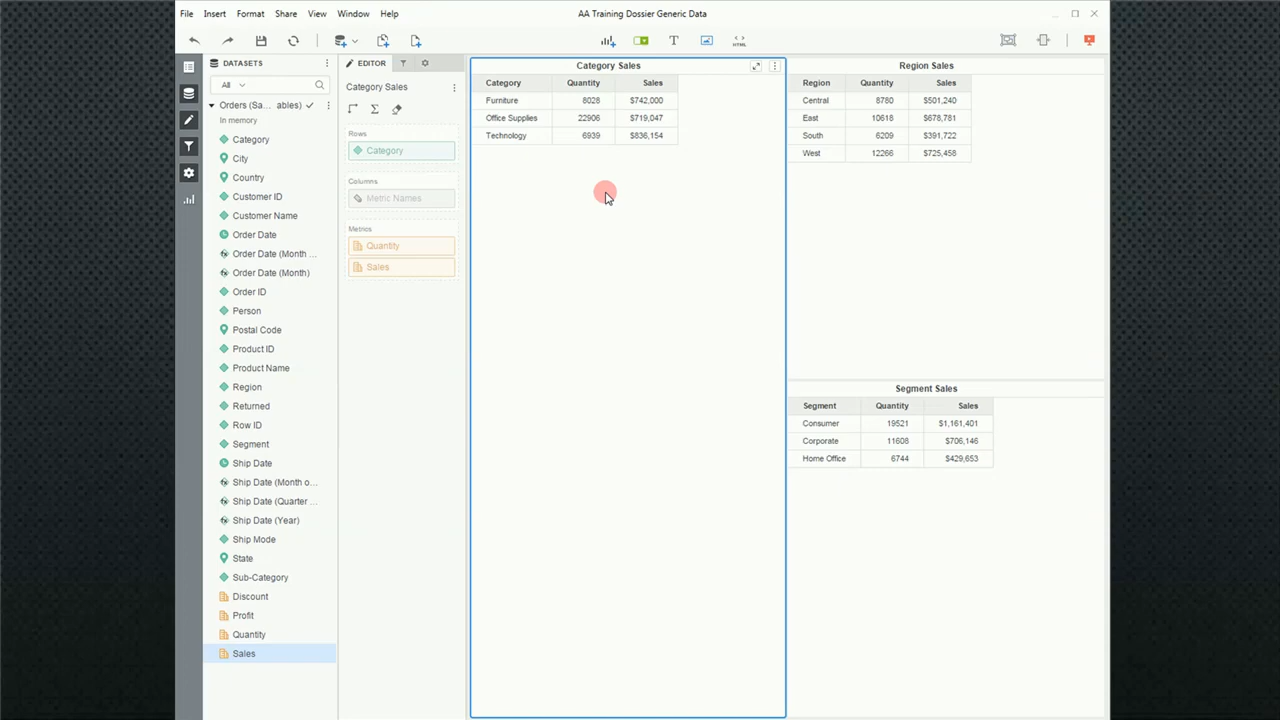 File Insert Format Share View Window Help
AA Training Dossier Generic Data
HTML
DATASETS
All
Orders (Sa... ables)
In memory
Category
City
Country
Customer ID
Customer Name
Order Date
Order Date (Month ...
Order Date (Month)
Order ID
Person
Postal Code
Product ID
Product Name
Region
Returned
Row ID
Segment
Ship Date
Ship Date (Month o...
Ship Date (Quarter ...
Ship Date (Year)
Ship Mode
State
Sub-Category
Discount
Profit
Quantity
Sales
EDITOR
Category Sales
Rows
Category
Columns
Metric Names
Metrics
Quantity
Sales
Category Sales
Category Quantity Sales
Furniture 8028 $742,000
Office Supplies 22906 $719,047
Technology 6939 $836,154
Region Sales
Region Quantity Sales
Central 8780 $501,240
East 10618 $678,781
South 6209 $391,722
West 12266 $725,458
Segment Sales
Segment Quantity Sales
Consumer 19521 $1,161,401
Corporate 11608 $706,146
Home Office 6744 $429,653